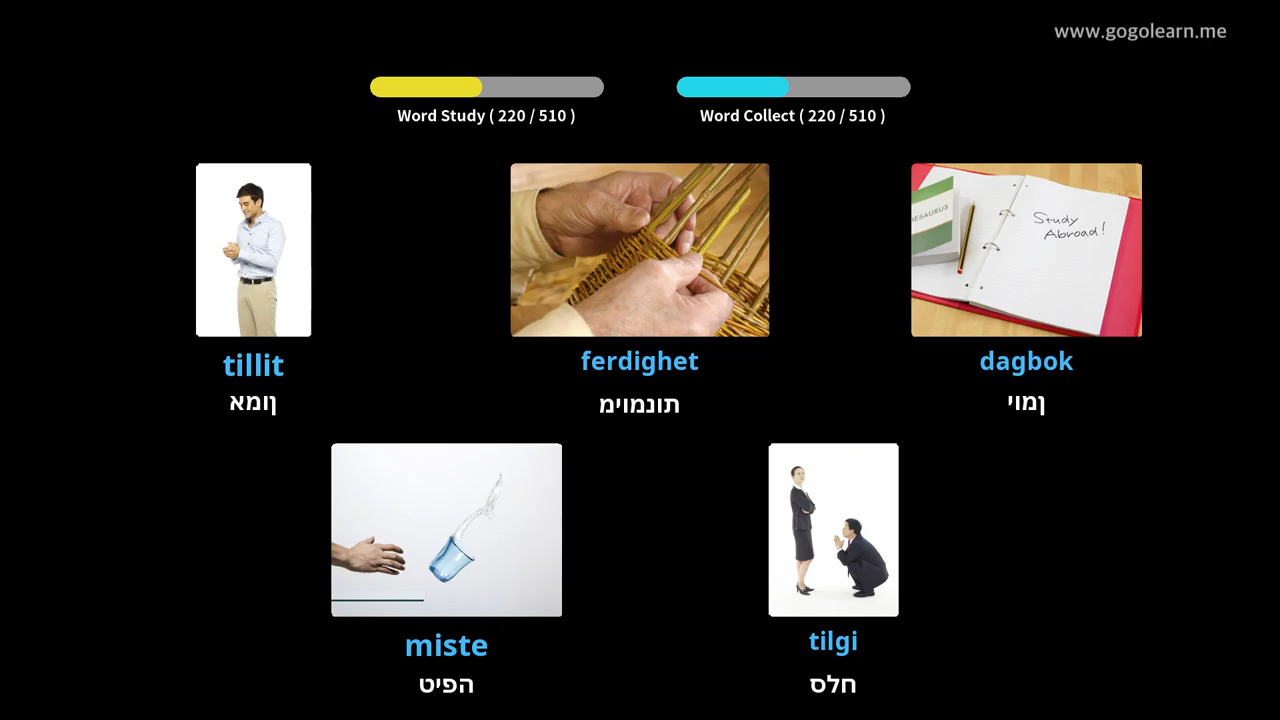 www.gogolearn.me
Word Study ( 220 / 510 )
Word Collect ( 220 / 510 )
THESAURUS
Study
Abroad!
tillit
ferdighet
dagbok
ןומא
תונמוימ
ןמוי
miste
tilgi
הפיט
חלס